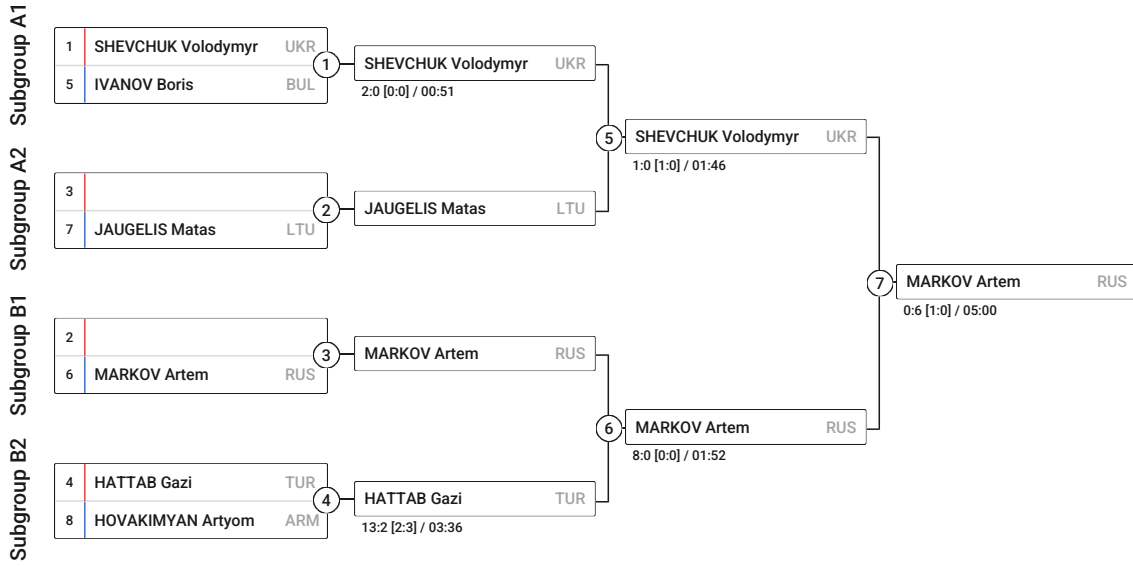 Subgroup A1
1 SHEVCHUK Volodymyr UKR
5 IVANOV Boris BUL
1
SHEVCHUK Volodymyr UKR
2:0 [0:0] / 00:51
Subgroup A2
3
7 JAUGELIS Matas LTU
2
JAUGELIS Matas LTU
5
SHEVCHUK Volodymyr UKR
1:0 [1:0] / 01:46
Subgroup B1
2
6 MARKOV Artem RUS
3
MARKOV Artem RUS
Subgroup B2
4 HATTAB Gazi TUR
8 HOVAKIMYAN Artyom ARM
4
HATTAB Gazi TUR
13:2 [2:3] / 03:36
6
MARKOV Artem RUS
8:0 [0:0] / 01:52
7
MARKOV Artem RUS
0:6 [1:0] / 05:00